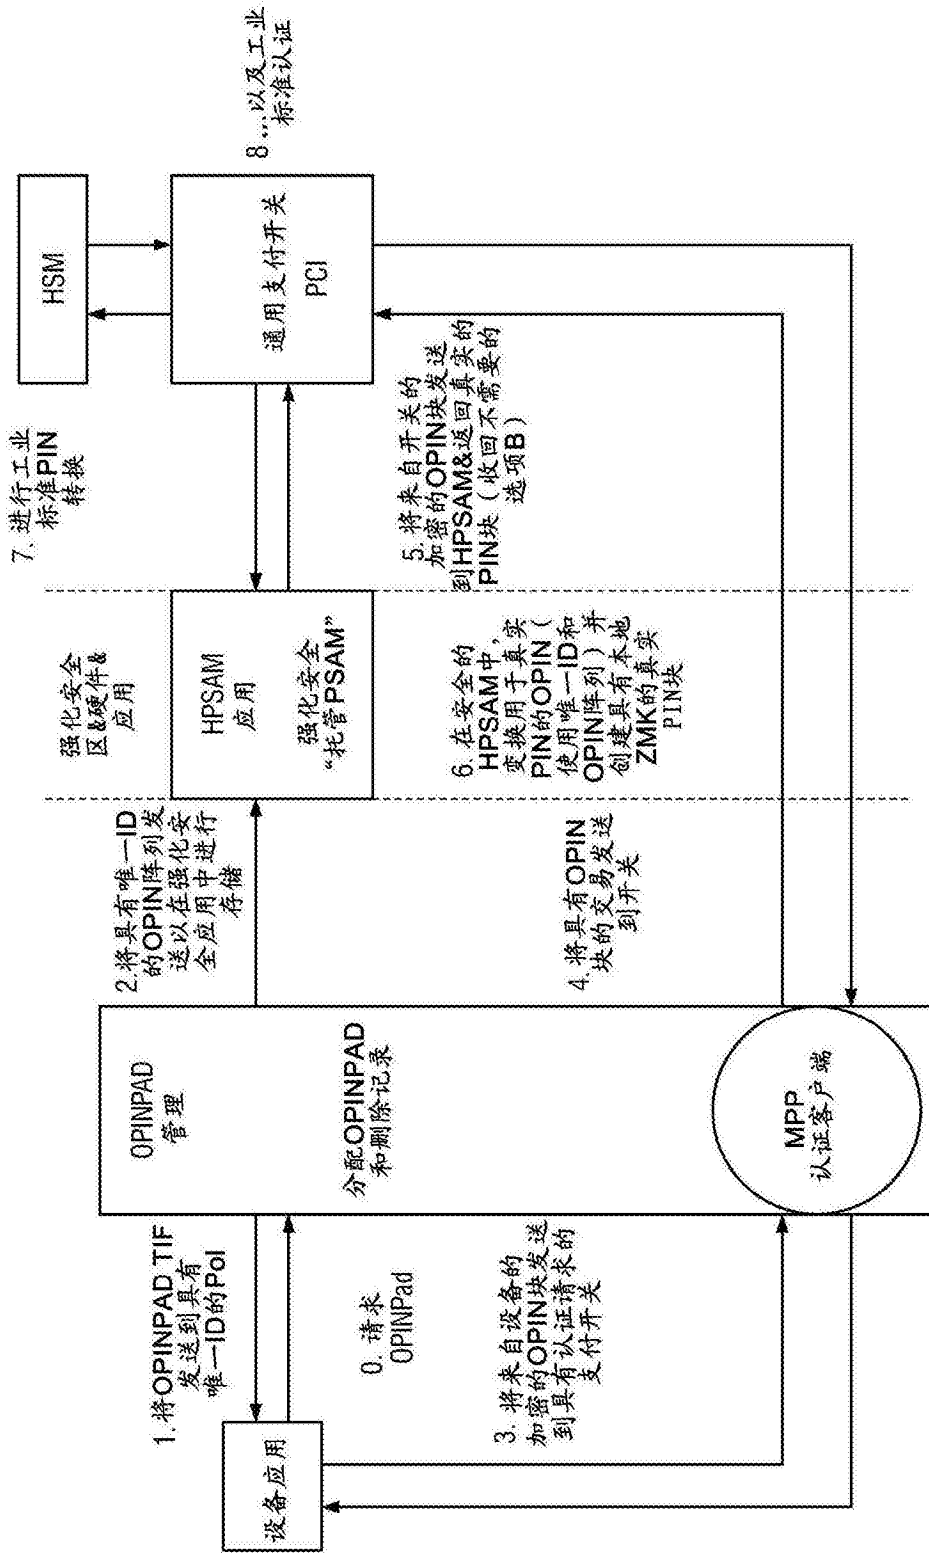 设备应用
1. 将OPINPAD TIF
发送到具有
唯一ID的PoI
0. 请求
OPINPad
3. 将来自设备的
加密的OPIN块发送
到具有认证请求的
支付开关
OPINPAD
管理
分配OPINPAD
和删除记录
MPP
认证客户端
2.将具有唯一ID
的OPIN阵列发
送以在强化安
全应用中进行
存储
4. 将具有OPIN
块的交易发送
到开关
强化安全
区&硬件&
应用
HPSAM
应用
强化安全
“托管PSAM”
6. 在安全的
HPSAM中，
变换用于真实
PIN的OPIN（
使用唯一ID和
OPIN阵列）并
创建具有本地
ZMK的真实
PIN块
7. 进行工业
标准PIN
转换
5. 将来自开关的
加密的OPIN块发送
到HPSAM&返回真实的
PIN块（收回不需要的
选项B）
HSM
通用支付开关
PCI
8 ...以及工业
标准认证